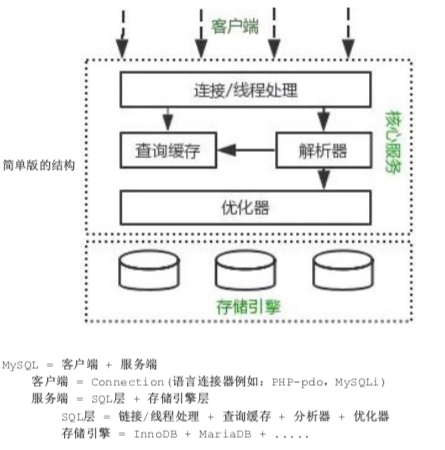 客户端
连接/线程处理
查询缓存
解析器
核心服务
简单版的结构
优化器
存储引擎
MySQL = 客户端 + 服务端
客户端 = Connection(语言连接器例如: PHP-pdo, MySQLi)
服务端 = SQL层 + 存储引擎层
SQL层 = 链接/线程处理 + 查询缓存 + 分析器 + 优化器
存储引擎 = InnoDB + MariaDB + .....